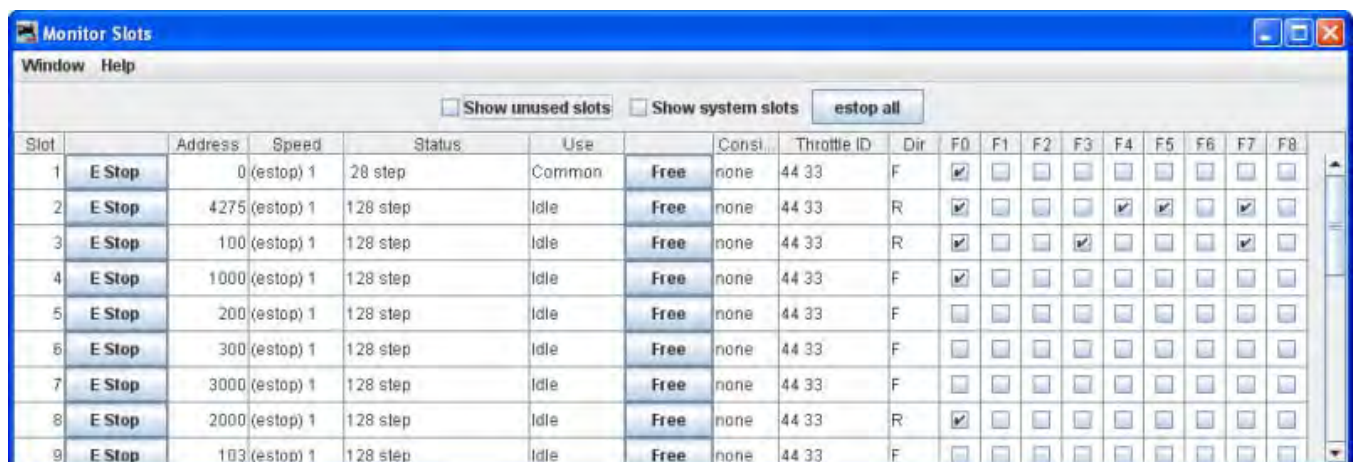 Monitor Slots
Window Help
Show unused slots Show system slots estop all
Slot Address Speed Status Use Consi... Throttle ID Dir F0 F1 F2 F3 F4 F5 F6 F7 F8
1 E Stop 0 (estop) 1 28 step Common Free none 44 33 F
2 E Stop 4275 (estop) 1 128 step Idle Free none 44 33 R
3 E Stop 100 (estop) 1 128 step Idle Free none 44 33 R
4 E Stop 1000 (estop) 1 128 step Idle Free none 44 33 F
5 E Stop 200 (estop) 1 128 step Idle Free none 44 33 F
6 E Stop 300 (estop) 1 128 step Idle Free none 44 33 F
7 E Stop 3000 (estop) 1 128 step Idle Free none 44 33 F
8 E Stop 2000 (estop) 1 128 step Idle Free none 44 33 R
9 E Stop 103 (estop) 1 128 step Idle Free none 44 33 F